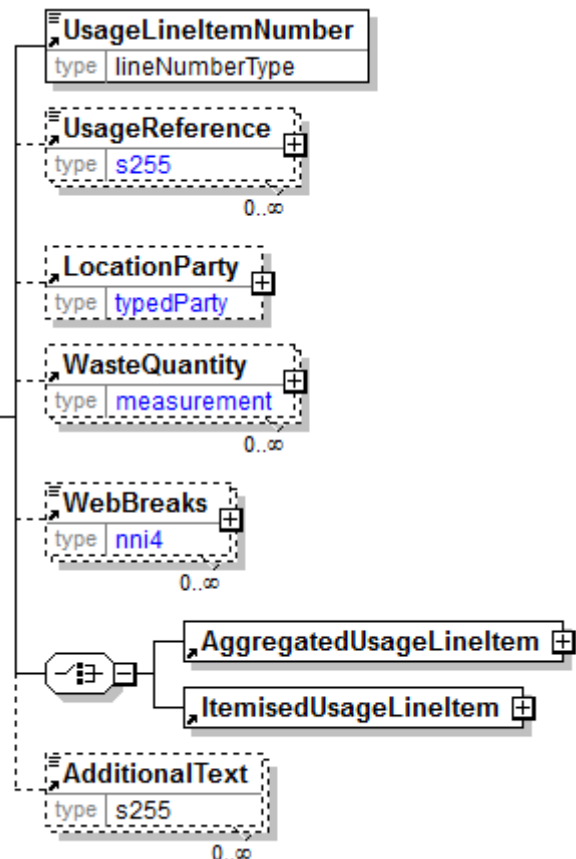 UsageLineItemNumber
type lineNumberType
UsageReference
type s255
0..∞
LocationParty
type typedParty
WasteQuantity
type measurement
0..∞
WebBreaks
type nni4
0..∞
AggregatedUsageLineItem
ItemisedUsageLineItem
AdditionalText
type s255
0..∞